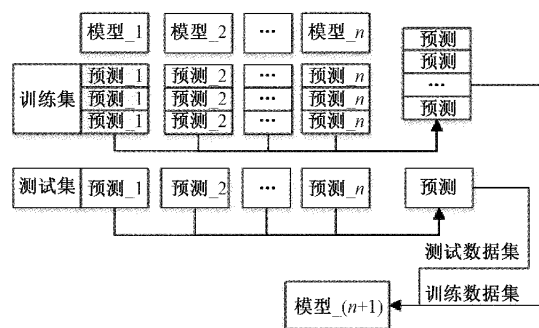 模型_1 模型_2 … 模型_n
预测
预测
…
预测
训练集 预测_1 预测_2 … 预测_n
预测_1 预测_2 … 预测_n
预测_1 预测_2 … 预测_n
测试集 预测_1 预测_2 … 预测_n 预测
测试数据集
训练数据集
模型_(n+1)